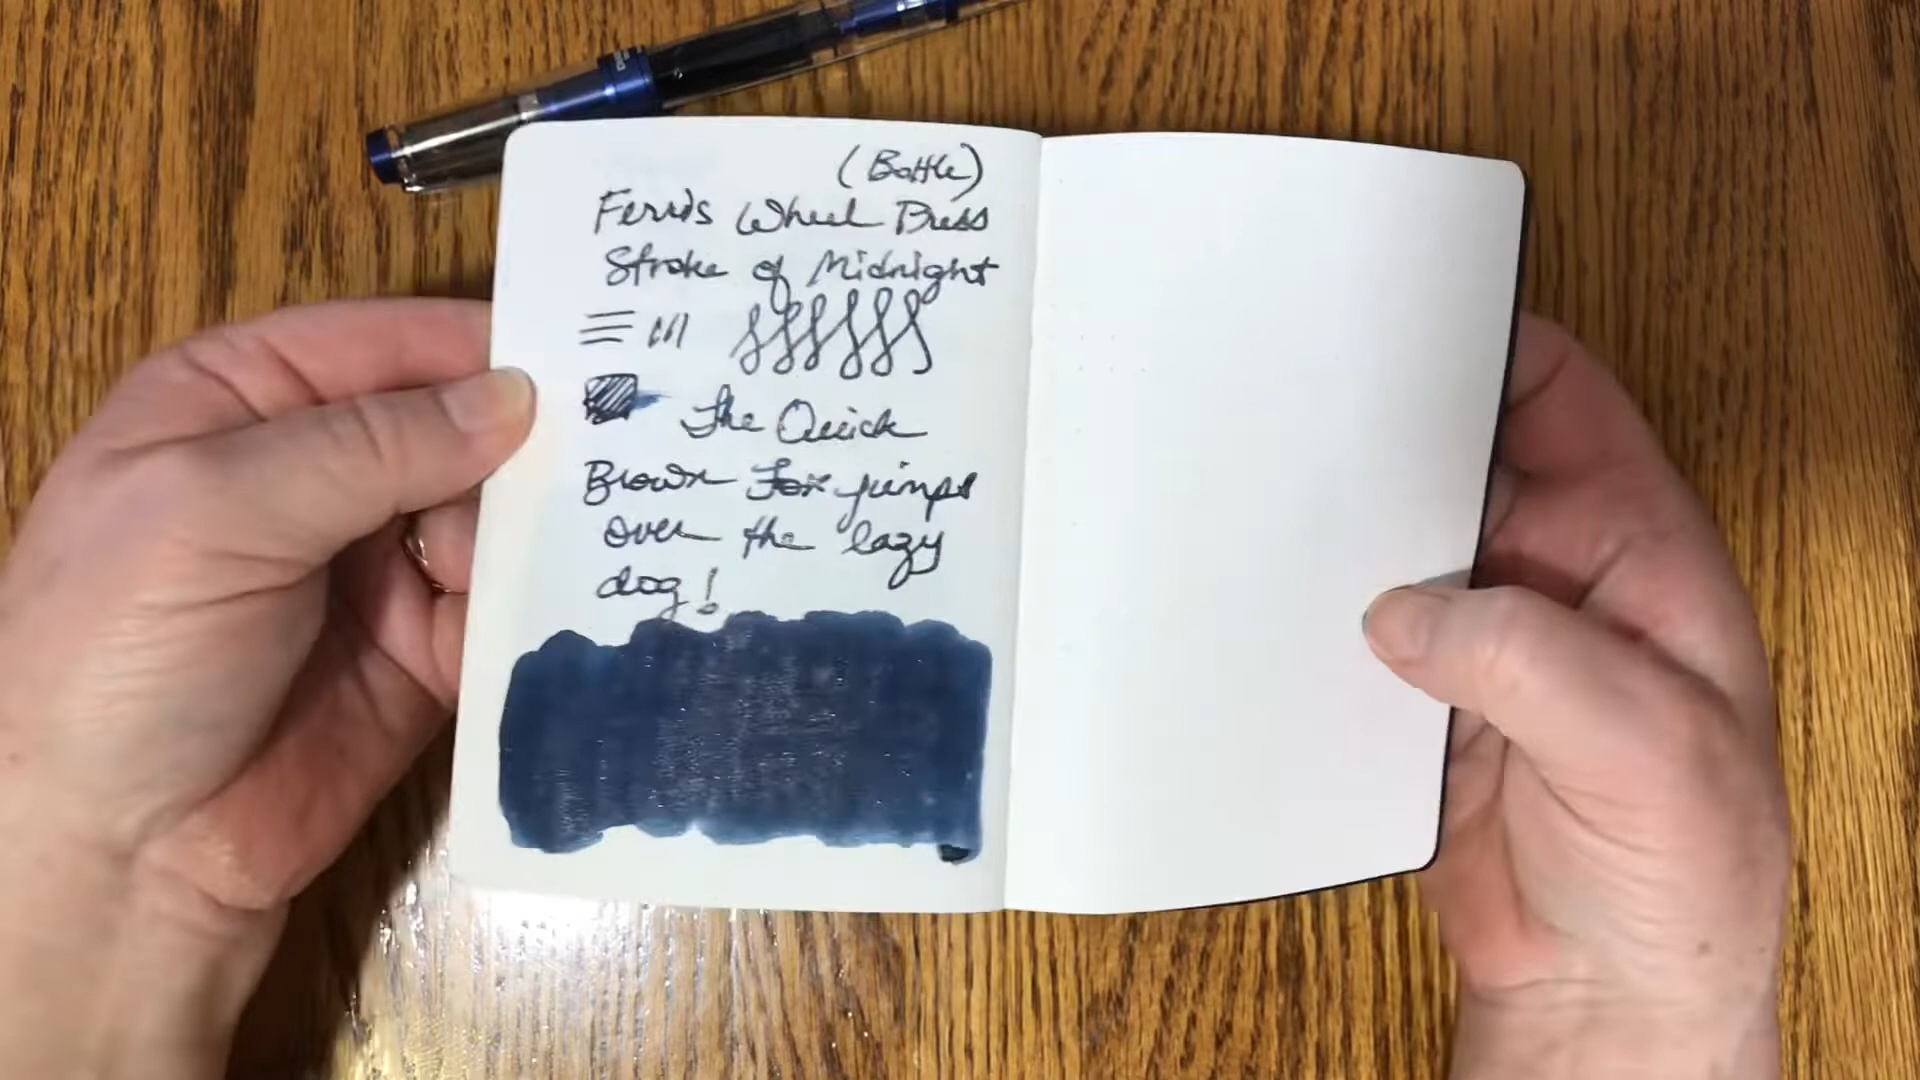 (Bottle)
Ferris Wheel Press
Stroke of Midnight
The Quick
Brown Fox jumps
over the lazy
dog!